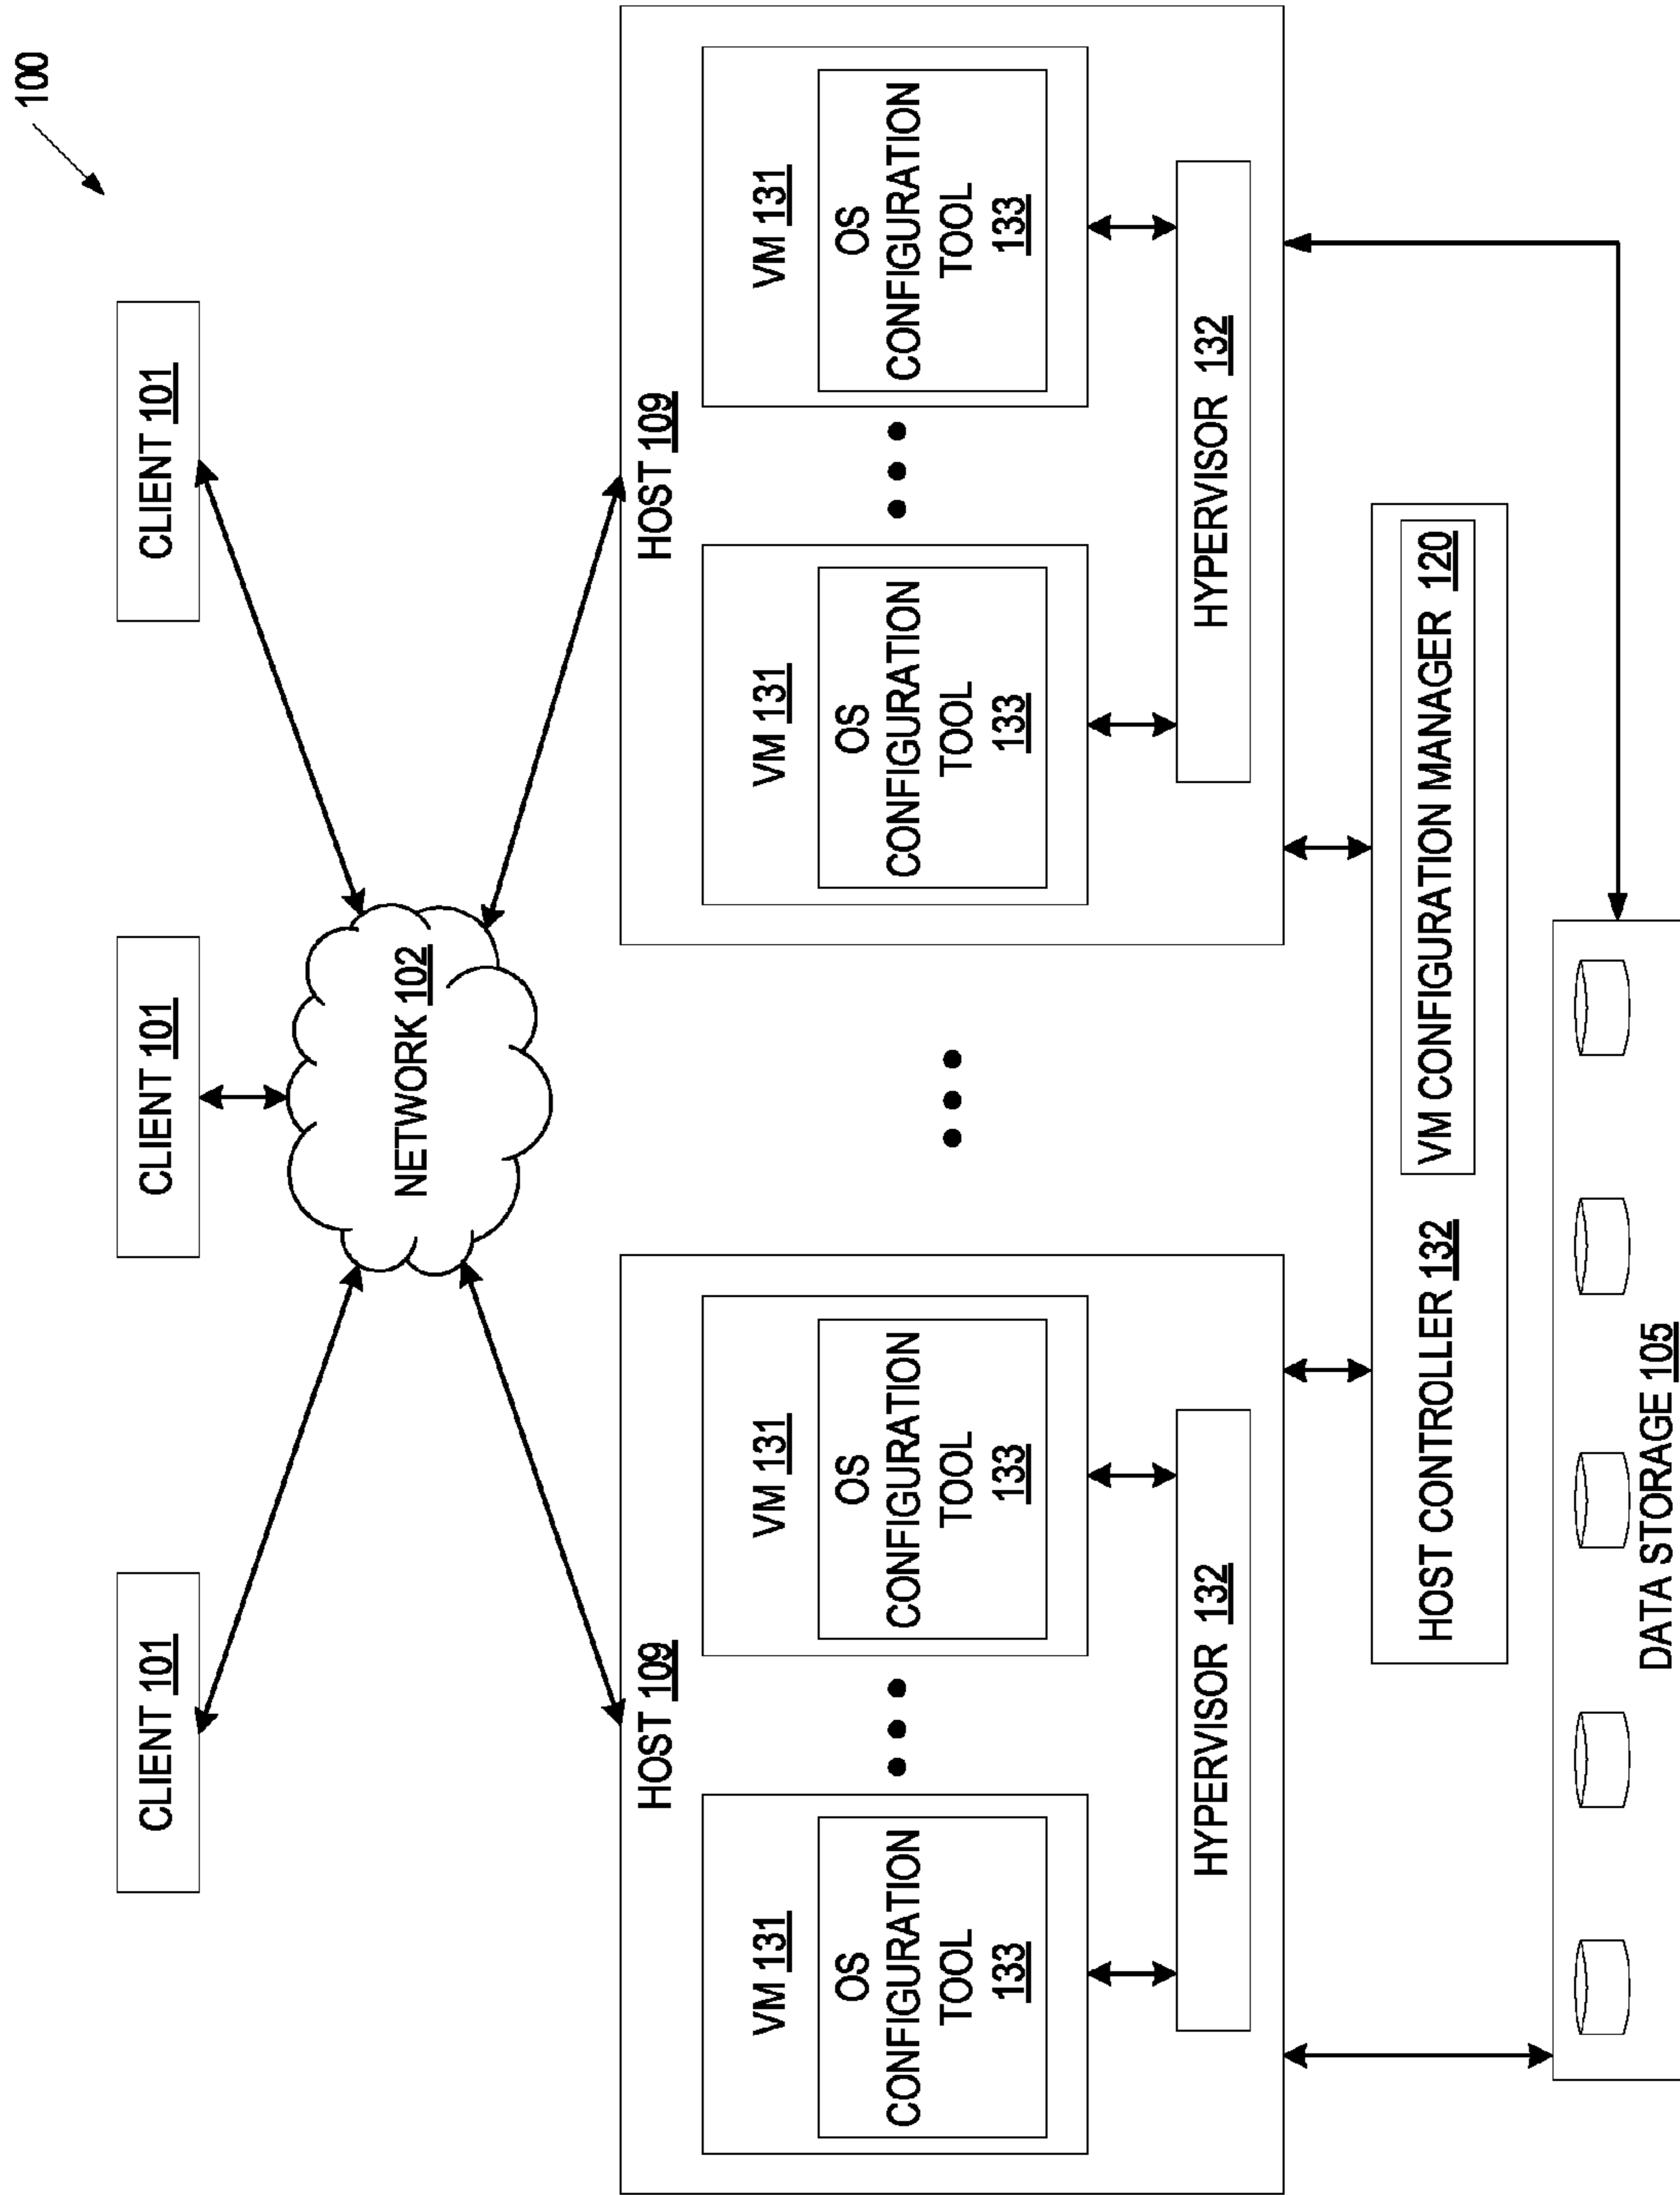 100
CLIENT 101
CLIENT 101
CLIENT 101
NETWORK 102
HOST 109
HOST 109
VM 131
VM 131
VM 131
VM 131
OS
CONFIGURATION
TOOL
133
OS
CONFIGURATION
TOOL
133
OS
CONFIGURATION
TOOL
133
OS
CONFIGURATION
TOOL
133
HYPERVISOR 132
HYPERVISOR 132
HOST CONTROLLER 132
VM CONFIGURATION MANAGER 120
DATA STORAGE 105